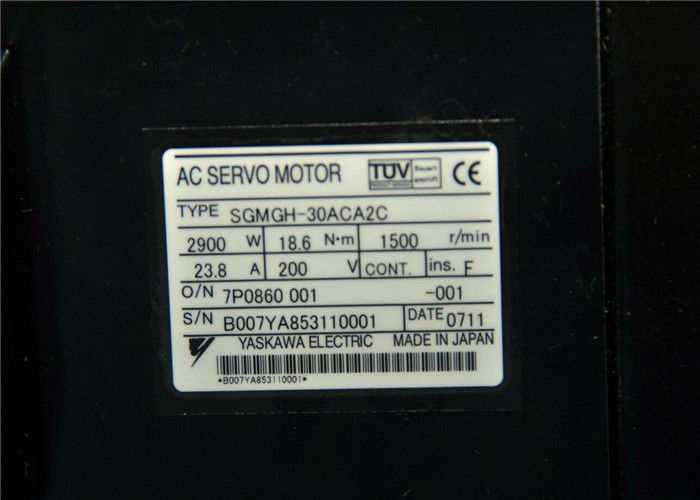 AC SERVO MOTOR TÜV CE
TYPE SGMGH-30ACA2C
2900 W 18.6 N·m 1500 r/min
23.8 A 200 V CONT. ins. F
O/N 7P0860 001 -001
S/N B007YA853110001 DATE 0711
YASKAWA ELECTRIC MADE IN JAPAN
*B007YA853110001*